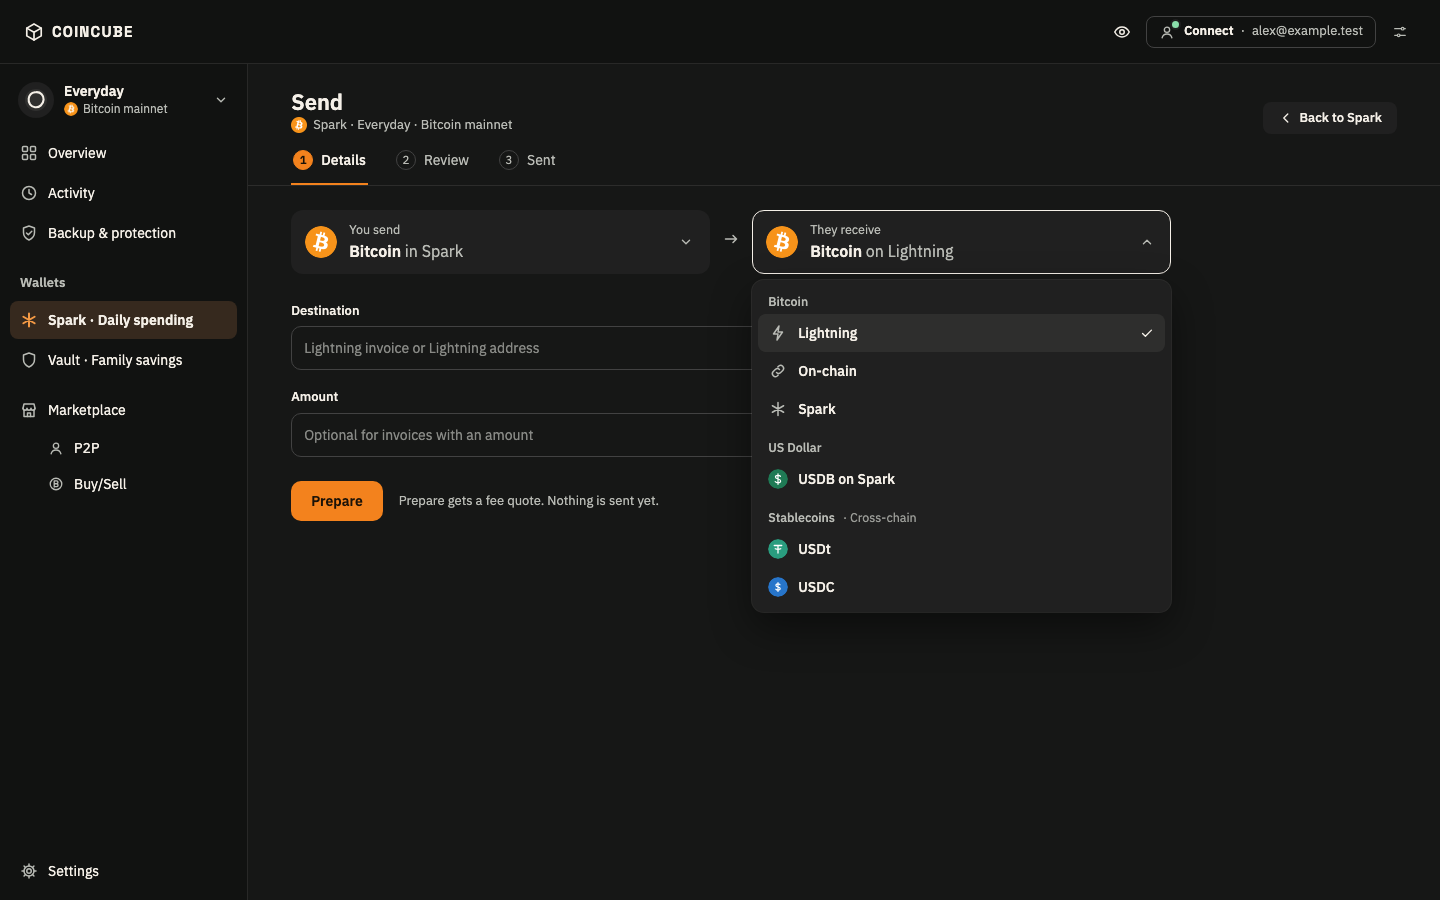 COINCUBE
Connect · alex@example.test
Everyday
Bitcoin mainnet
Overview
Activity
Backup & protection
Wallets
Spark · Daily spending
Vault · Family savings
Marketplace
P2P
Buy/Sell
Settings
Send
Spark · Everyday · Bitcoin mainnet
Back to Spark
1 Details
2 Review
3 Sent
You send
Bitcoin in Spark
They receive
Bitcoin on Lightning
Destination
Lightning invoice or Lightning address
Amount
Optional for invoices with an amount
Prepare
Prepare gets a fee quote. Nothing is sent yet.
Bitcoin
Lightning
On-chain
Spark
US Dollar
USDB on Spark
Stablecoins · Cross-chain
USDt
USDC